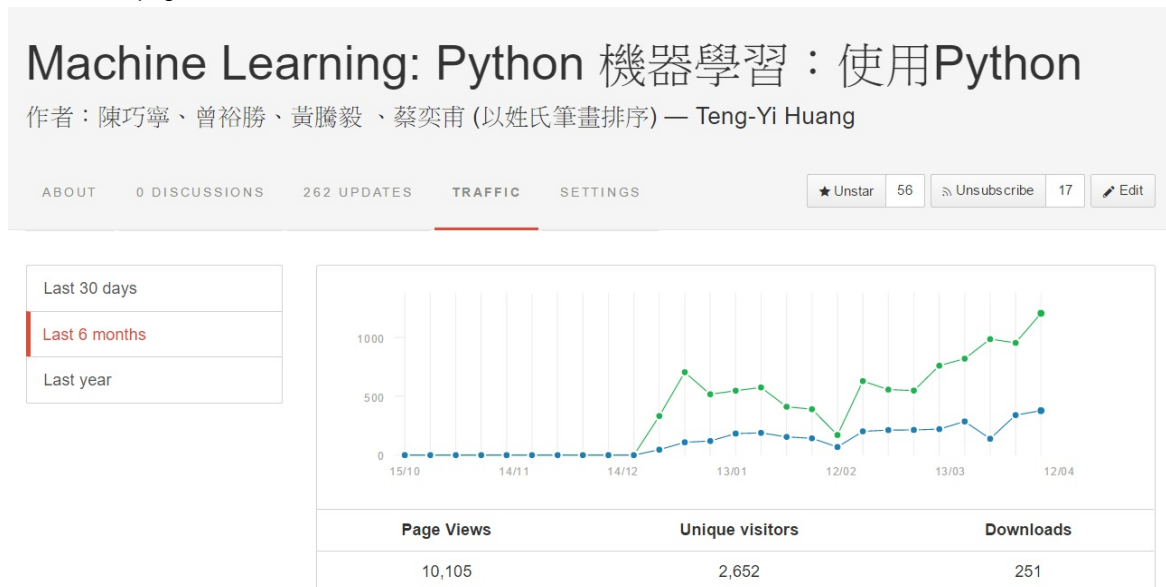 Machine Learning: Python 機器學習：使用Python
作者：陳巧寧、曾裕勝、黃騰毅 、蔡奕甫 (以姓氏筆畫排序) — Teng-Yi Huang
ABOUT 0 DISCUSSIONS 262 UPDATES TRAFFIC SETTINGS Unstar 56 Unsubscribe 17 Edit
Last 30 days
Last 6 months
Last year
1000
500
0
15/10 14/11 14/12 13/01 12/02 13/03 12/04
Page Views Unique visitors Downloads
10,105 2,652 251